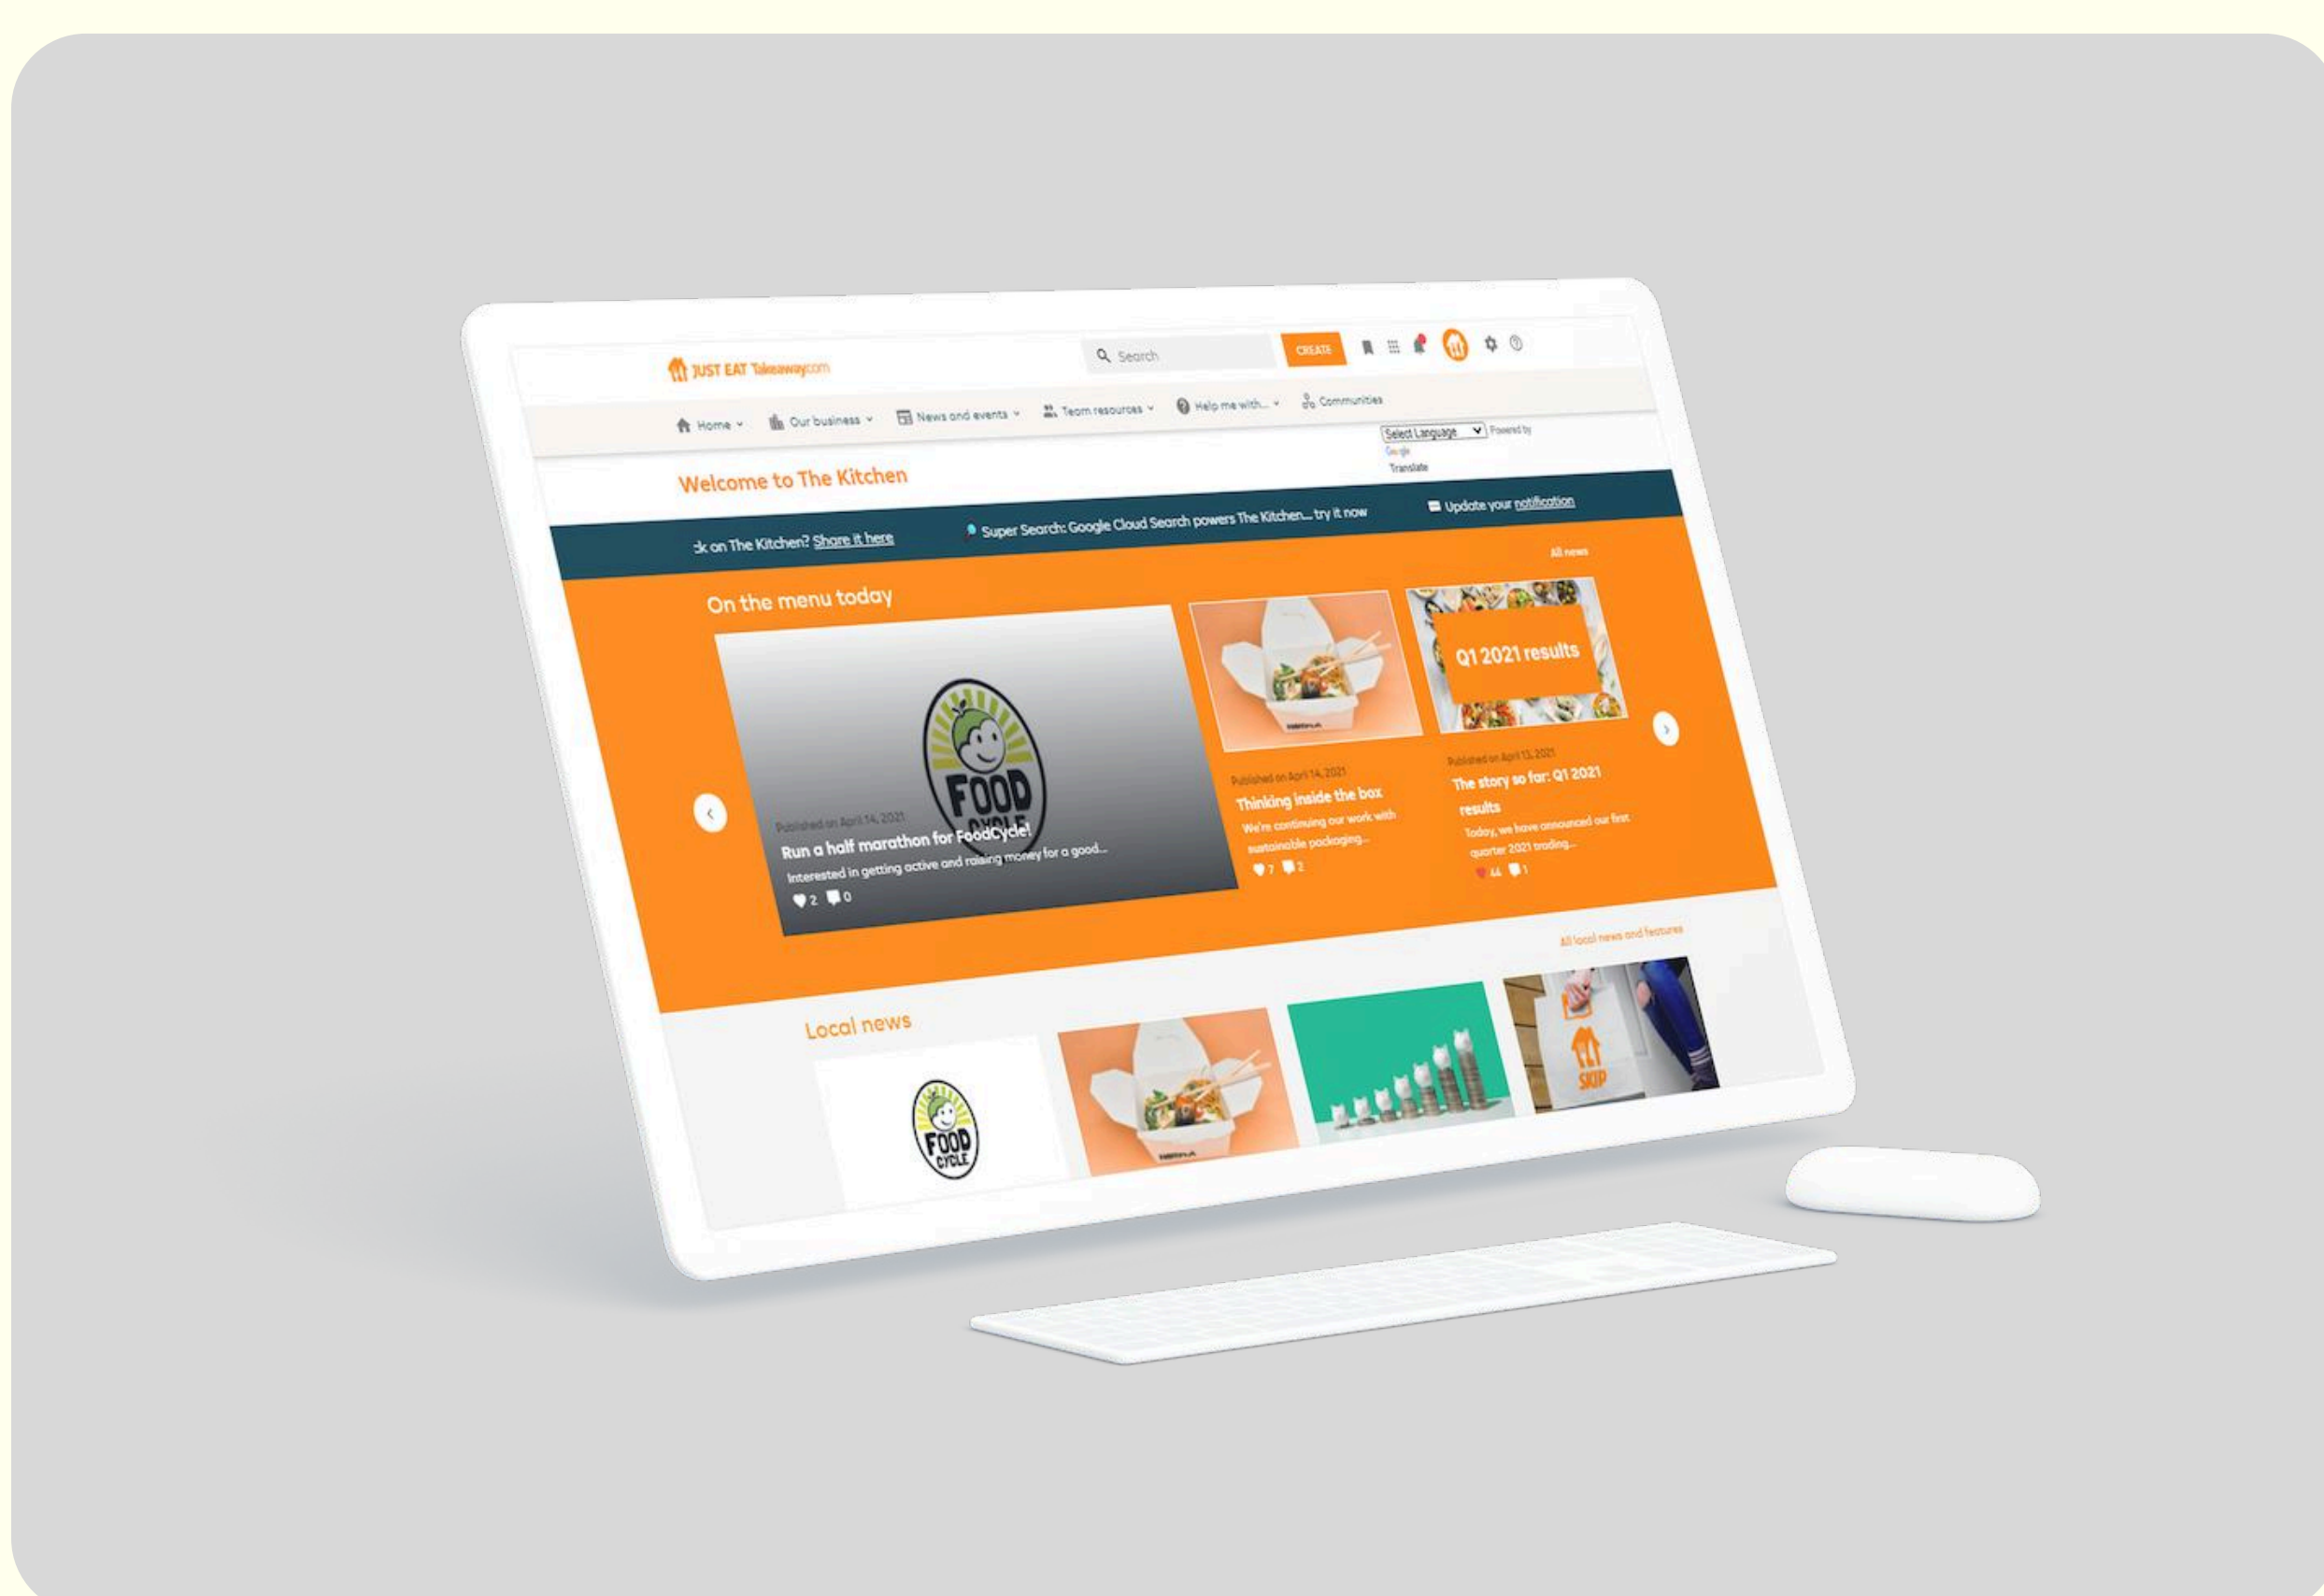 JUST EAT Takeaway.com
Search
CREATE
Home
Our business
News and events
Team resources
Help me with...
Communities
Welcome to The Kitchen
Select Language
Powered by
Google
Translate
ck on The Kitchen? Share it here
Super Search: Google Cloud Search powers The Kitchen... try it now
Update your notification
On the menu today
All news
FOOD
CYCLE
Published on April 14, 2021
Run a half marathon for FoodCycle!
Interested in getting active and raising money for a good...
2 0
Published on April 14, 2021
Thinking inside the box
We're continuing our work with
sustainable packaging...
7 2
Q1 2021 results
Published on April 13, 2021
The story so far: Q1 2021
results
Today, we have announced our first
quarter 2021 trading...
44 1
Local news
All local news and features
FOOD
CYCLE
SKIP